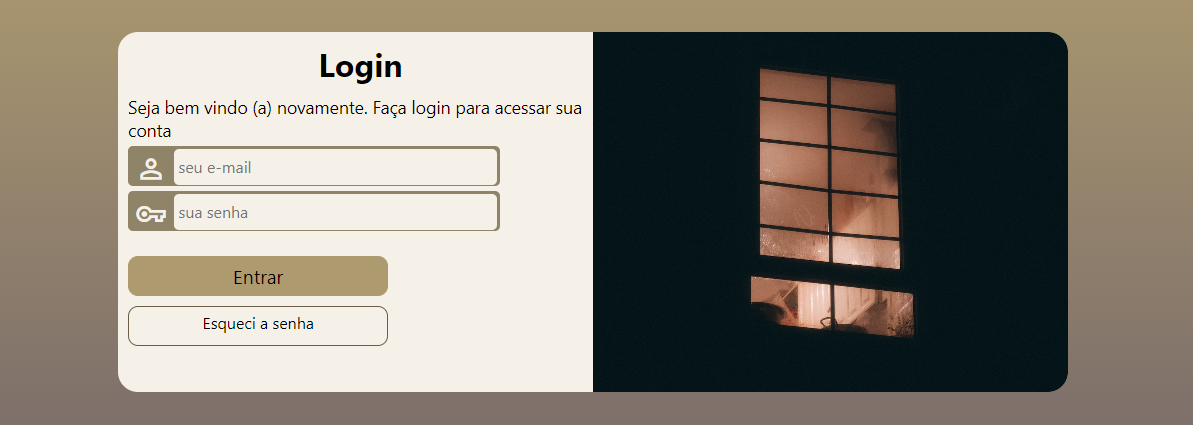 Login
Seja bem vindo (a) novamente. Faça login para acessar sua
conta
seu e-mail
sua senha
Entrar
Esqueci a senha